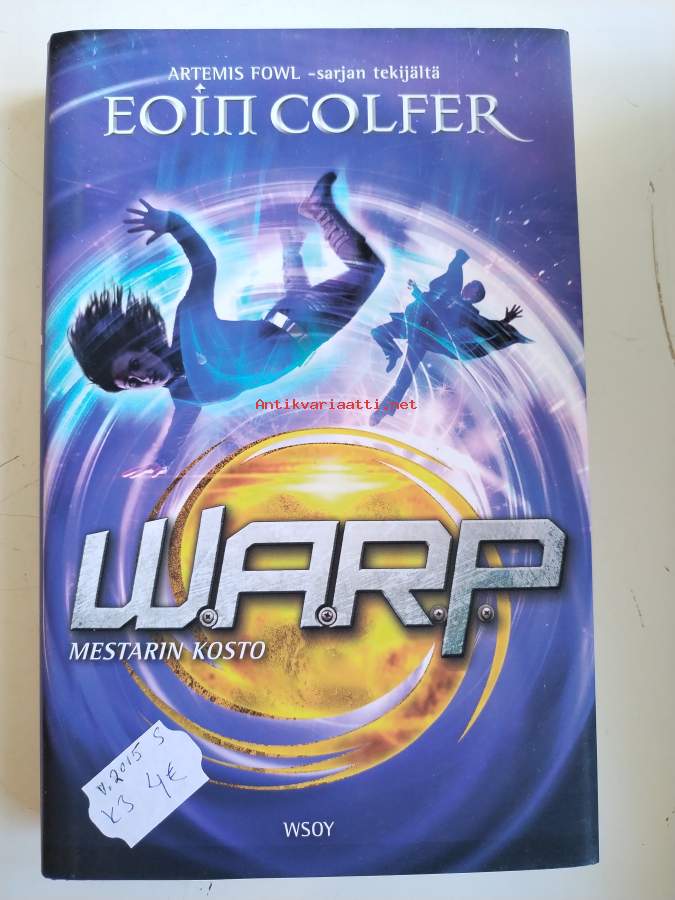 ARTEMIS FOWL -sarjan tekijältä
EOIN COLFER
Antikvariaatti.net
W.A.R.P.
MESTARIN KOSTO
v. 2015 S
K3 4€
WSOY